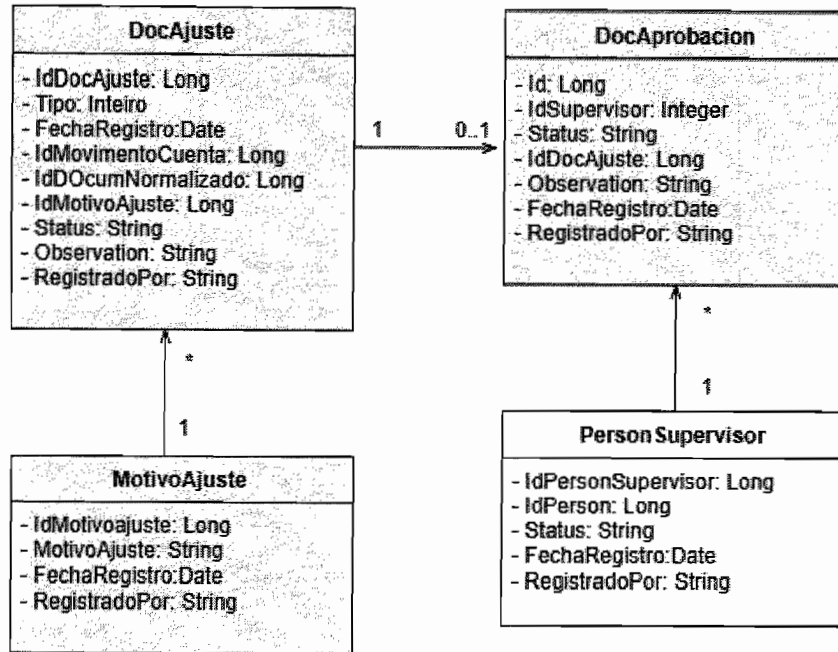 DocAjuste
- IdDocAjuste: Long
- Tipo: Inteiro
- FechaRegistro:Date
- IdMovimentoCuenta: Long
- IdDOcumNormalizado: Long
- IdMotivoAjuste: Long
- Status: String
- Observation: String
- RegistradoPor: String
1
0..1
DocAprobacion
- Id: Long
- IdSupervisor: Integer
- Status: String
- IdDocAjuste: Long
- Observation: String
- FechaRegistro:Date
- RegistradoPor: String
*
1
*
1
MotivoAjuste
- IdMotivoajuste: Long
- MotivoAjuste: String
- FechaRegistro:Date
- RegistradoPor: String
PersonSupervisor
- IdPersonSupervisor: Long
- IdPerson: Long
- Status: String
- FechaRegistro:Date
- RegistradoPor: String